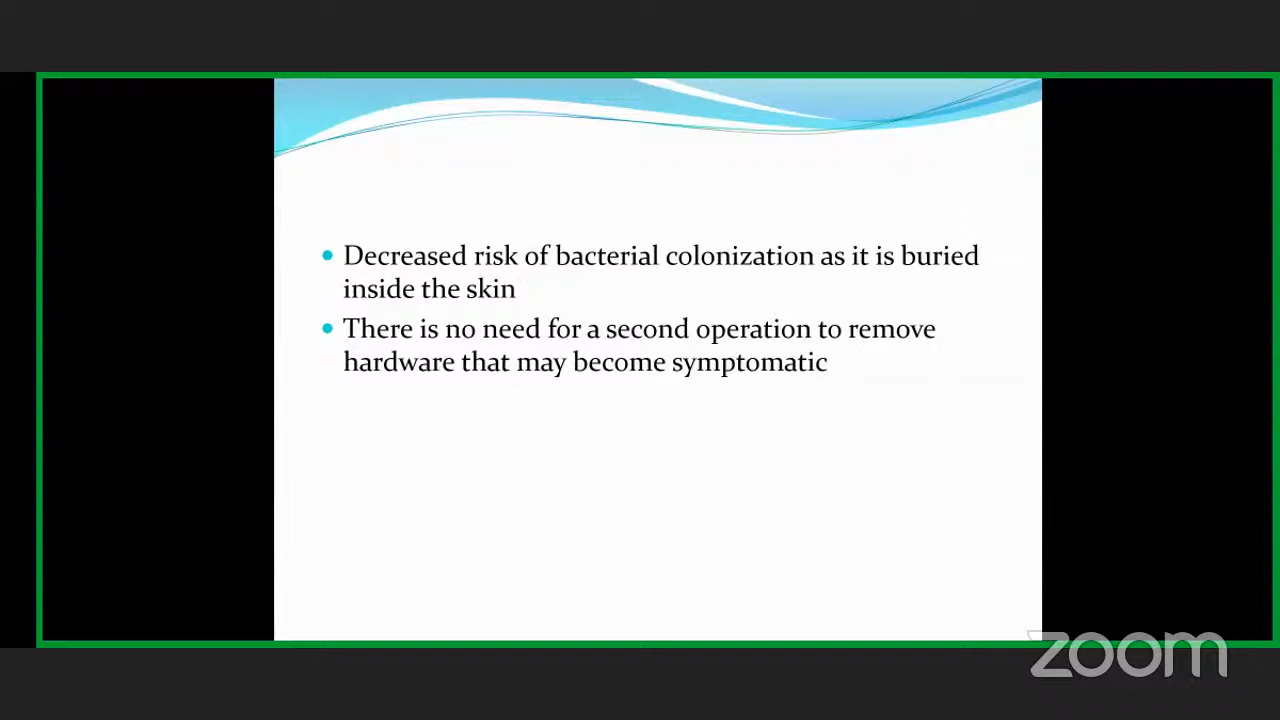 Decreased risk of bacterial colonization as it is buried
inside the skin
There is no need for a second operation to remove
hardware that may become symptomatic
zoom